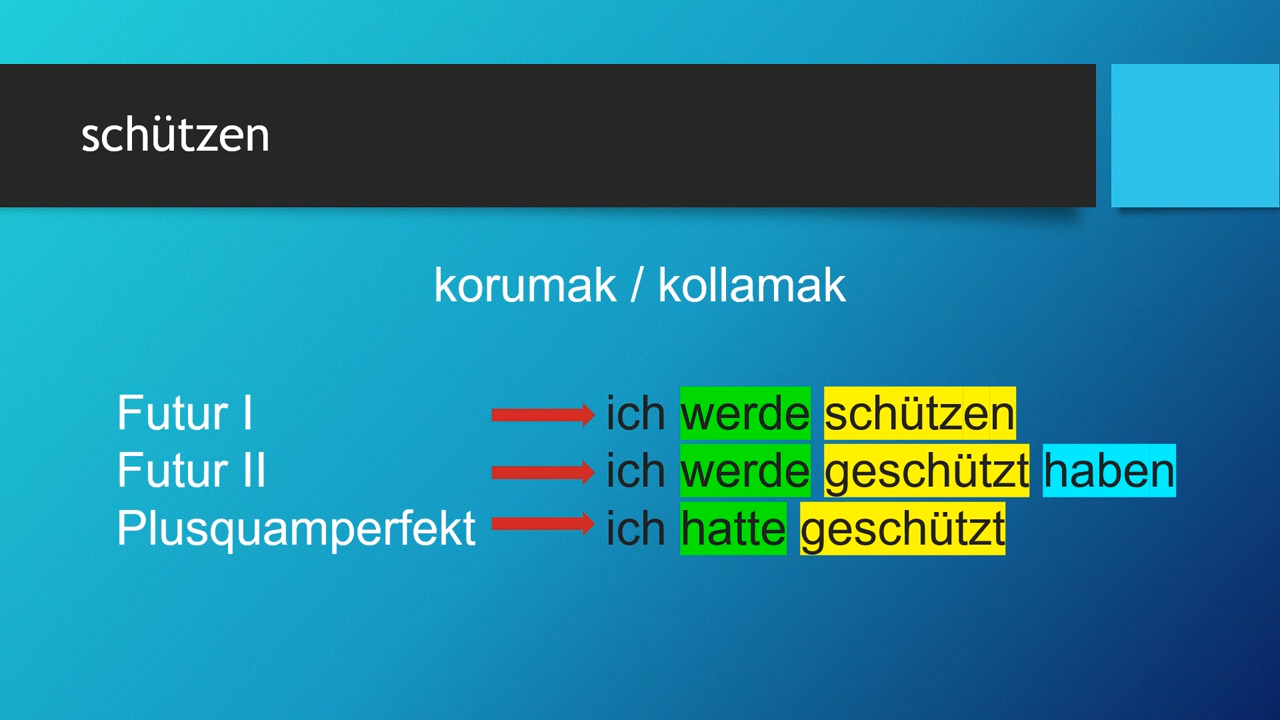 schützen
korumak / kollamak
Futur I ich werde schützen
Futur II ich werde geschützt haben
Plusquamperfekt ich hatte geschützt